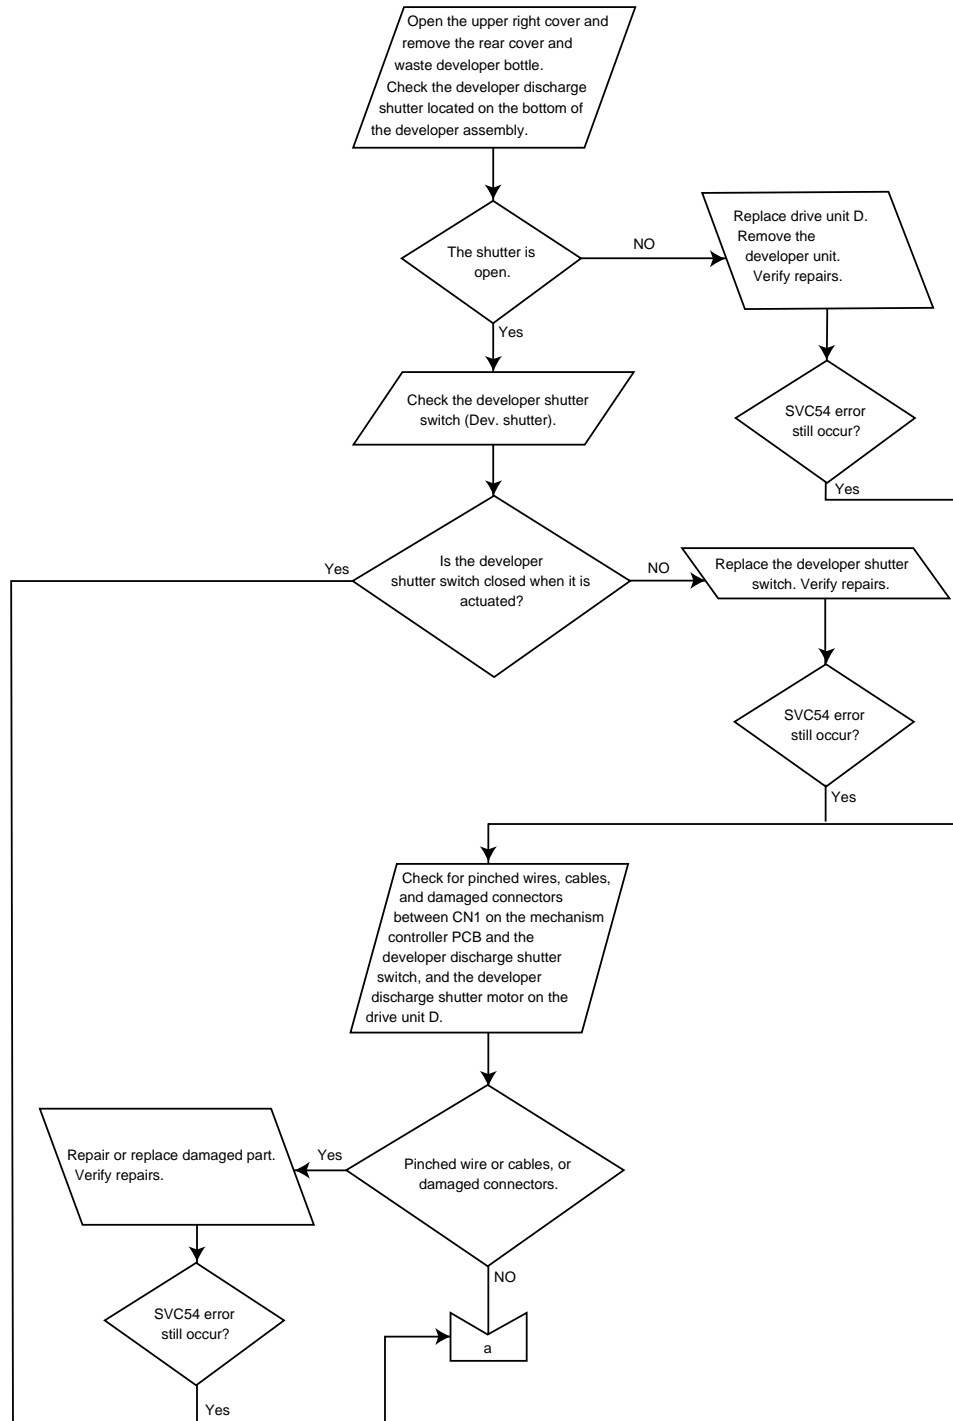 Open the upper right cover and
remove the rear cover and
waste developer bottle.
Check the developer discharge
shutter located on the bottom of
the developer assembly.
The shutter is
open.
NO
Replace drive unit D.
Remove the
developer unit.
Verify repairs.
Yes
Check the developer shutter
switch (Dev. shutter).
SVC54 error
still occur?
Yes
Is the developer
shutter switch closed when it is
actuated?
Yes
NO
Replace the developer shutter
switch. Verify repairs.
SVC54 error
still occur?
Yes
Check for pinched wires, cables,
and damaged connectors
between CN1 on the mechanism
controller PCB and the
developer discharge shutter
switch, and the developer
discharge shutter motor on the
drive unit D.
Pinched wire or cables, or
damaged connectors.
Yes
Repair or replace damaged part.
Verify repairs.
NO
SVC54 error
still occur?
a
Yes